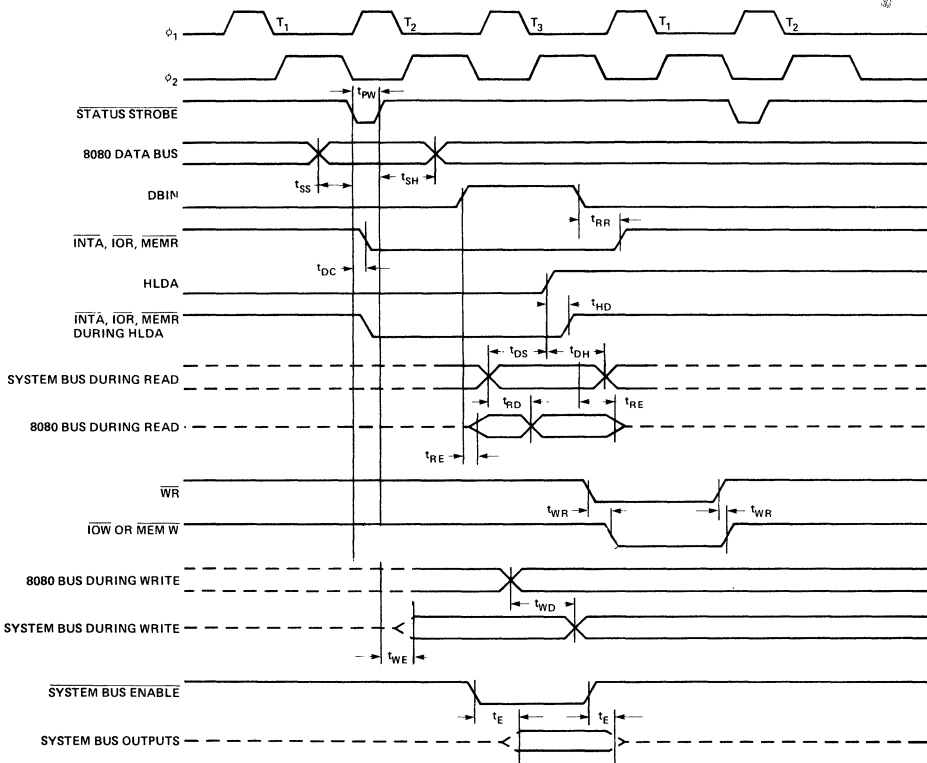 T1 T2 T3 T1 T2
ϕ1
ϕ2
tPW
STATUS STROBE
8080 DATA BUS
tSS tSH
DBIN
tRR
INTA, IOR, MEMR
tDC
HLDA
tHD
INTA, IOR, MEMR
DURING HLDA
tDS tDH
SYSTEM BUS DURING READ
tRD tRE
8080 BUS DURING READ
tRE
WR
tWR tWR
IOW OR MEM W
8080 BUS DURING WRITE
tWD
SYSTEM BUS DURING WRITE
tWE
SYSTEM BUS ENABLE
tE tE
SYSTEM BUS OUTPUTS